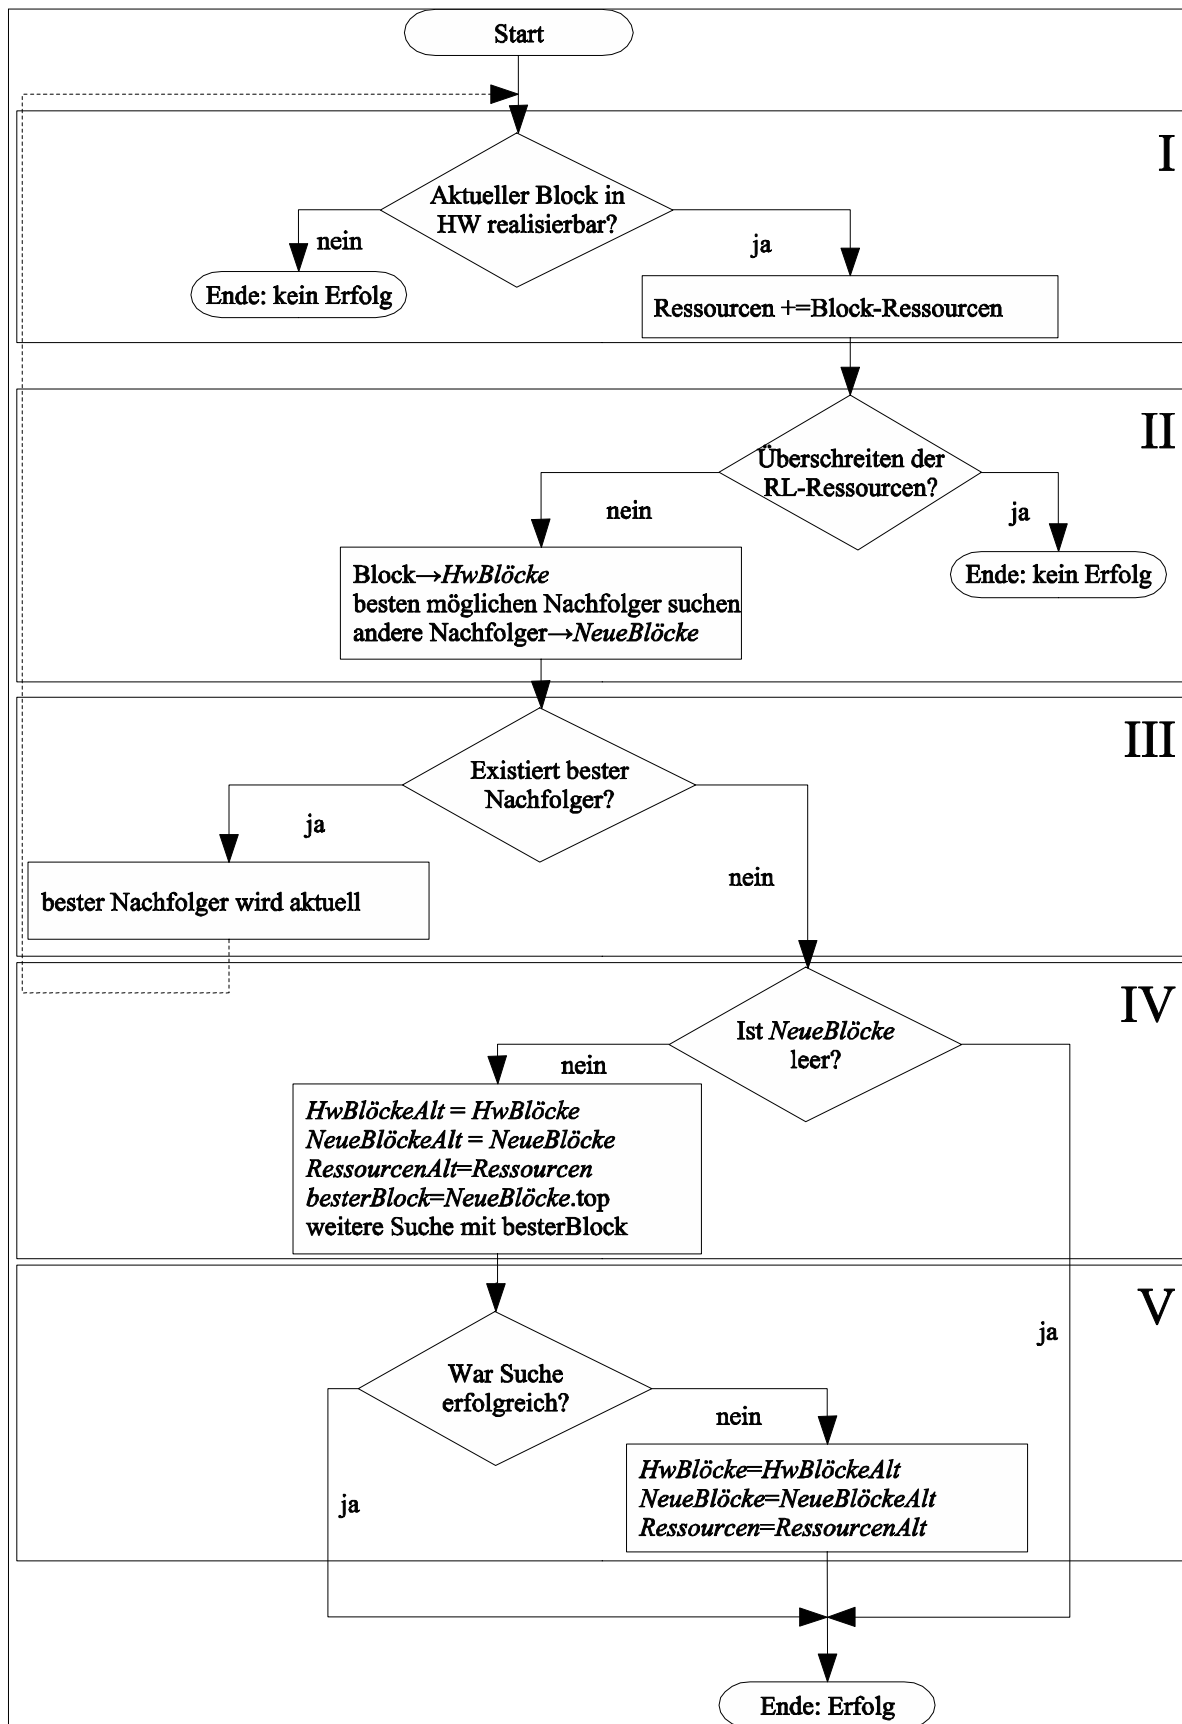 Start
I
Aktueller Block in
HW realisierbar?
nein
ja
Ende: kein Erfolg
Ressourcen +=Block-Ressourcen
II
Überschreiten der
RL-Ressourcen?
nein
ja
Block→HwBlöcke
besten möglichen Nachfolger suchen
andere Nachfolger→NeueBlöcke
Ende: kein Erfolg
III
Existiert bester
Nachfolger?
ja
nein
bester Nachfolger wird aktuell
IV
Ist NeueBlöcke
leer?
nein
HwBlöckeAlt = HwBlöcke
NeueBlöckeAlt = NeueBlöcke
RessourcenAlt=Ressourcen
besterBlock=NeueBlöcke.top
weitere Suche mit besterBlock
V
ja
War Suche
erfolgreich?
nein
ja
HwBlöcke=HwBlöckeAlt
NeueBlöcke=NeueBlöckeAlt
Ressourcen=RessourcenAlt
Ende: Erfolg